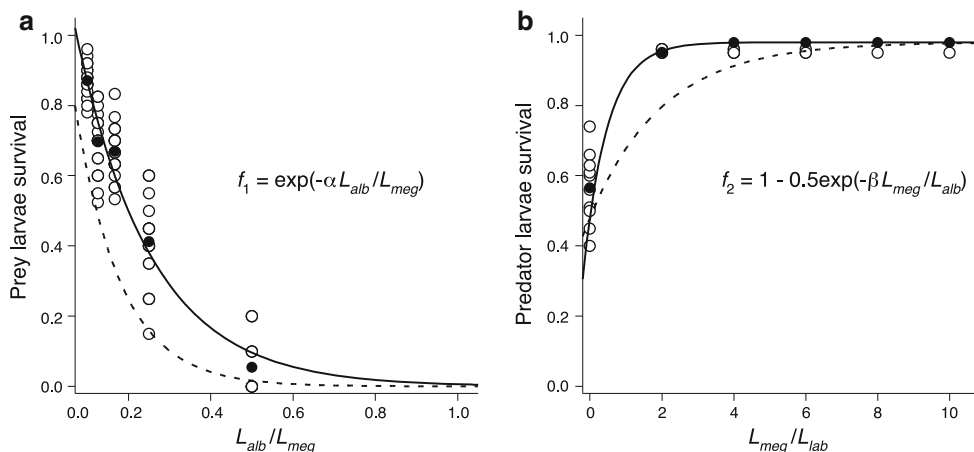 a
Prey larvae survival
1.0
0.8
0.6
0.4
0.2
0.0
f1 = exp(-αLalb/Lmeg)
0.0 0.2 0.4 0.6 0.8 1.0
Lalb/Lmeg
b
Predator larvae survival
1.0
0.8
0.6
0.4
0.2
0.0
f2 = 1 - 0.5exp(-βLmeg/Lalb)
0 2 4 6 8 10
Lmeg/Llab